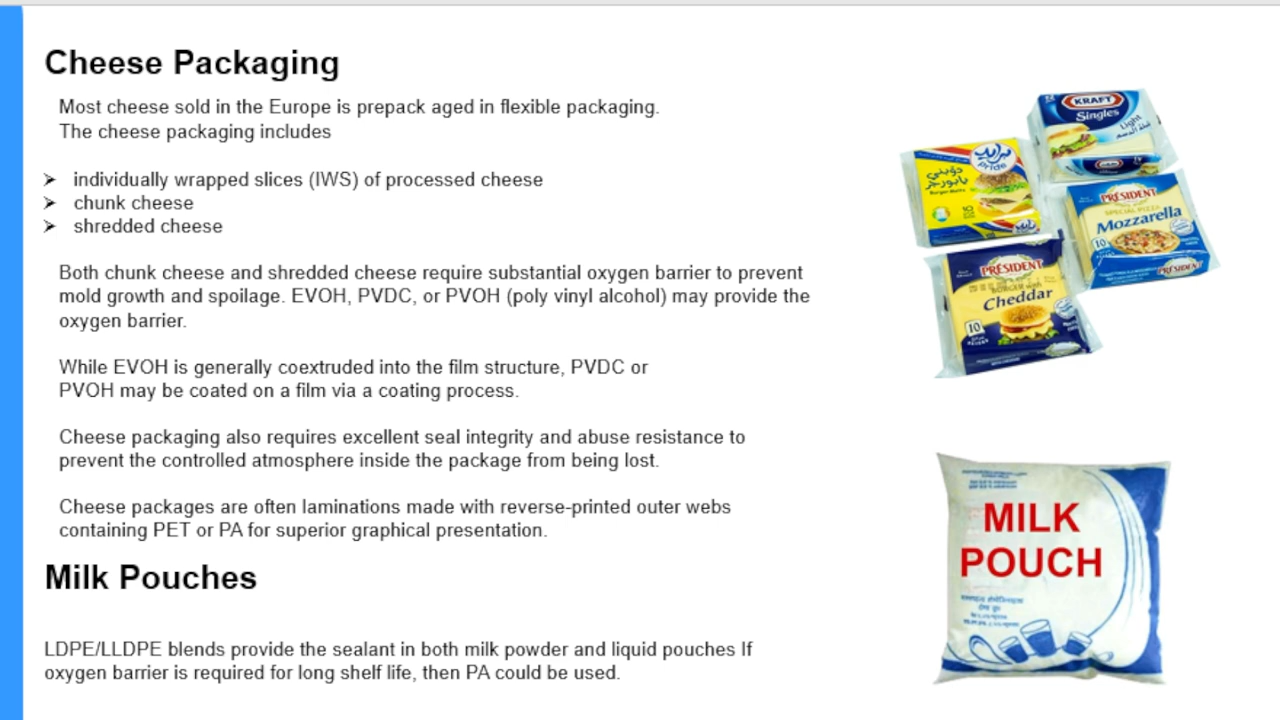 Cheese Packaging
Most cheese sold in the Europe is prepack aged in flexible packaging.
The cheese packaging includes
➤ individually wrapped slices (IWS) of processed cheese
➤ chunk cheese
➤ shredded cheese
Both chunk cheese and shredded cheese require substantial oxygen barrier to prevent
mold growth and spoilage. EVOH, PVDC, or PVOH (poly vinyl alcohol) may provide the
oxygen barrier.
While EVOH is generally coextruded into the film structure, PVDC or
PVOH may be coated on a film via a coating process.
Cheese packaging also requires excellent seal integrity and abuse resistance to
prevent the controlled atmosphere inside the package from being lost.
Cheese packages are often laminations made with reverse-printed outer webs
containing PET or PA for superior graphical presentation.
Milk Pouches
LDPE/LLDPE blends provide the sealant in both milk powder and liquid pouches If
oxygen barrier is required for long shelf life, then PA could be used.
KRAFT
Singles
Light
pride
PRÉSIDENT
SPECIAL PIZZA
Mozzarella
10
PRÉSIDENT
PRÉSIDENT
Cheddar
10
MILK
POUCH